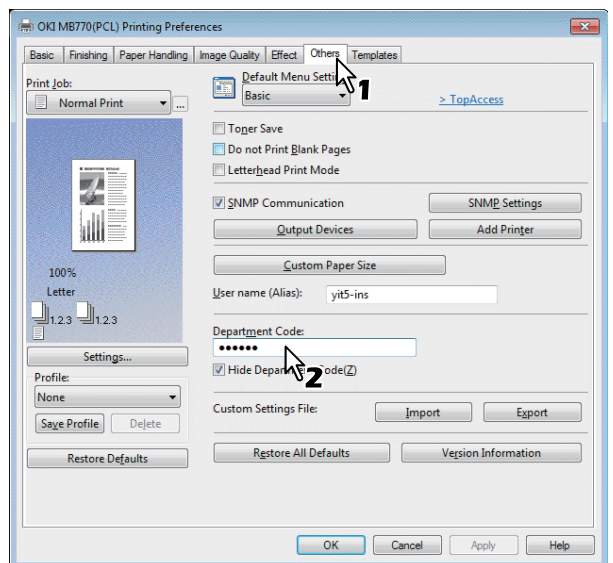 OKI MB770(PCL) Printing Preferences
Basic Finishing Paper Handling Image Quality Effect Others Templates
Print Job:
Normal Print
...
100%
Letter
1.2.3 1.2.3
Settings...
Profile:
None
Save Profile Delete
Restore Defaults
Default Menu Setti
Basic
1
> TopAccess
Toner Save
Do not Print Blank Pages
Letterhead Print Mode
SNMP Communication SNMP Settings
Output Devices Add Printer
Custom Paper Size
User name (Alias): yit5-ins
Department Code:
••••••
Hide Depar ode(Z)
2
Custom Settings File: Import Export
Restore All Defaults Version Information
OK Cancel Apply Help